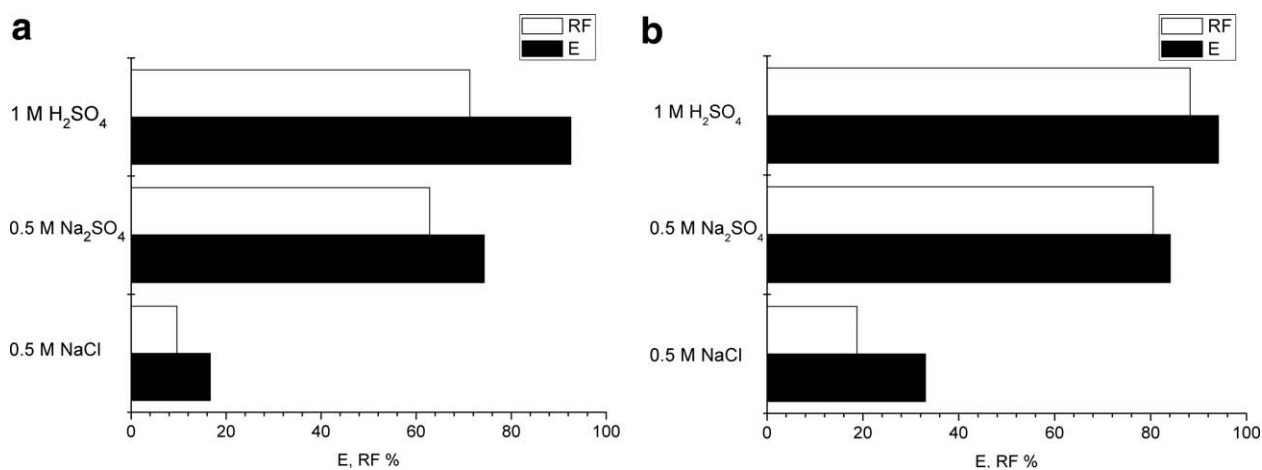 a
RF
E
1 M H₂SO₄
0.5 M Na₂SO₄
0.5 M NaCl
0 20 40 60 80 100
E, RF %
b
RF
E
1 M H₂SO₄
0.5 M Na₂SO₄
0.5 M NaCl
0 20 40 60 80 100
E, RF %